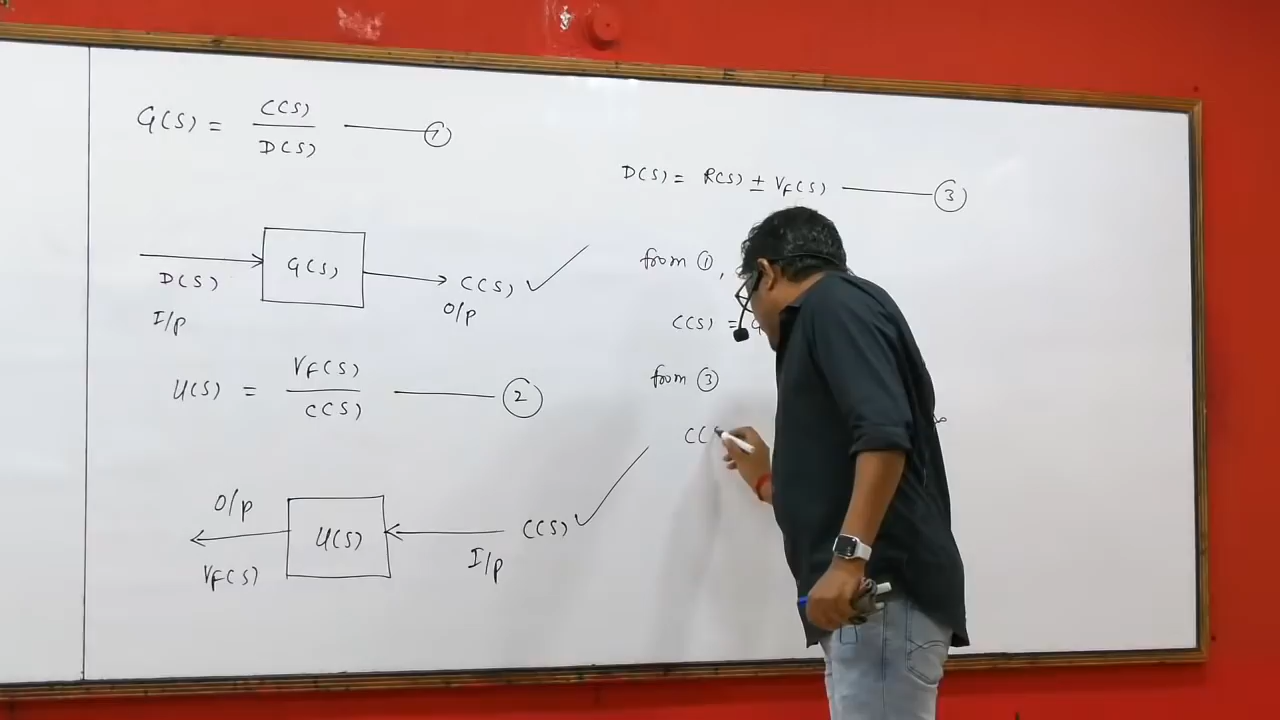 G(S) = C(S) / D(S) ——— 1
D(S)
G(S)
C(S) ✓
I/p
O/p
U(S) = VF(S) / C(S) ——— 2
O/p
VF(S)
U(S)
C(S) ✓
I/p
D(S) = R(S) ± VF(S) ——— 3
from 1,
C(S) =
from 3
C(